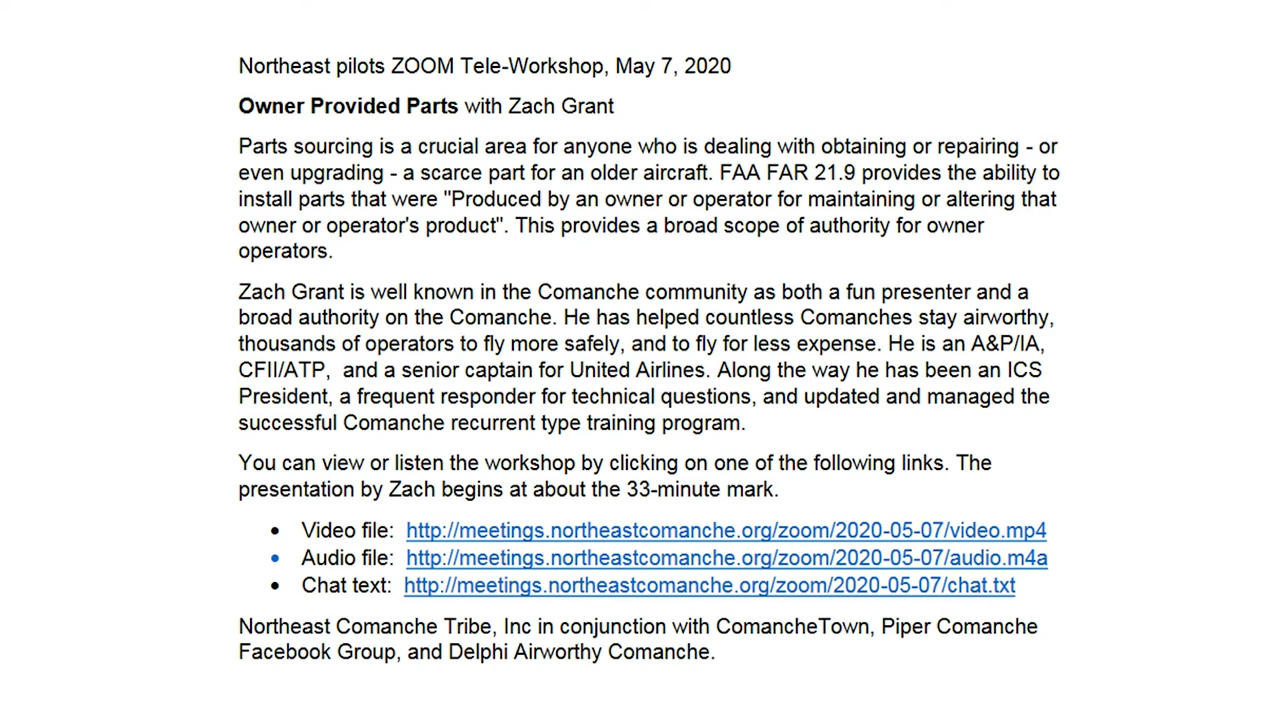 Northeast pilots ZOOM Tele-Workshop, May 7, 2020
Owner Provided Parts with Zach Grant
Parts sourcing is a crucial area for anyone who is dealing with obtaining or repairing - or
even upgrading - a scarce part for an older aircraft. FAA FAR 21.9 provides the ability to
install parts that were "Produced by an owner or operator for maintaining or altering that
owner or operator's product". This provides a broad scope of authority for owner
operators.
Zach Grant is well known in the Comanche community as both a fun presenter and a
broad authority on the Comanche. He has helped countless Comanches stay airworthy,
thousands of operators to fly more safely, and to fly for less expense. He is an A&P/IA,
CFII/ATP,  and a senior captain for United Airlines. Along the way he has been an ICS
President, a frequent responder for technical questions, and updated and managed the
successful Comanche recurrent type training program.
You can view or listen the workshop by clicking on one of the following links. The
presentation by Zach begins at about the 33-minute mark.
• Video file:  http://meetings.northeastcomanche.org/zoom/2020-05-07/video.mp4
• Audio file:  http://meetings.northeastcomanche.org/zoom/2020-05-07/audio.m4a
• Chat text:  http://meetings.northeastcomanche.org/zoom/2020-05-07/chat.txt
Northeast Comanche Tribe, Inc in conjunction with ComancheTown, Piper Comanche
Facebook Group, and Delphi Airworthy Comanche.